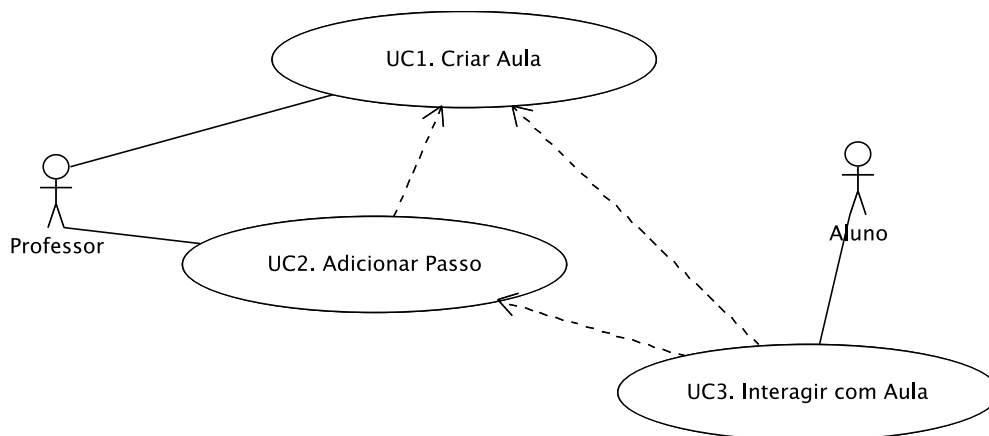 UC1. Criar Aula
Professor
Aluno
UC2. Adicionar Passo
UC3. Interagir com Aula